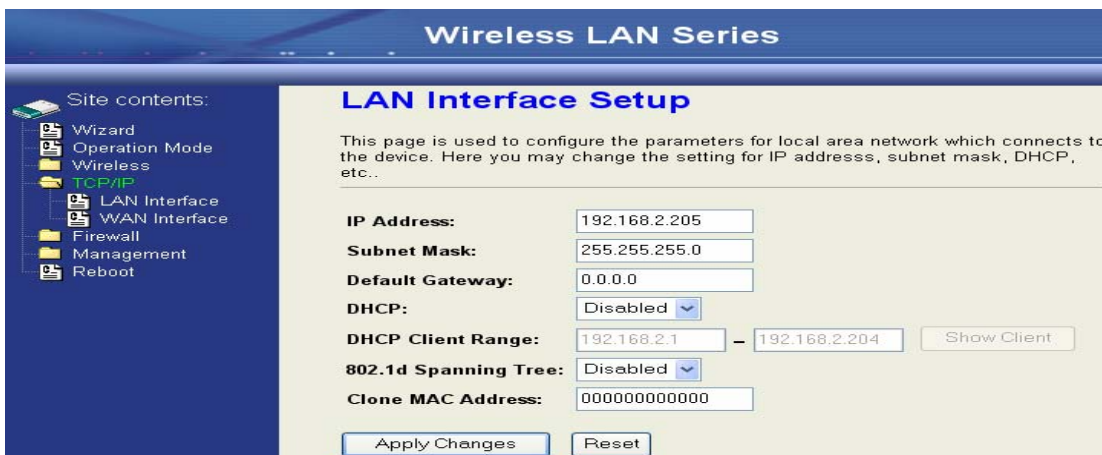 Wireless LAN Series
Site contents:
Wizard
Operation Mode
Wireless
TCP/IP
LAN Interface
WAN Interface
Firewall
Management
Reboot
LAN Interface Setup
This page is used to configure the parameters for local area network which connects to
the device. Here you may change the setting for IP addresss, subnet mask, DHCP,
etc..
IP Address: 192.168.2.205
Subnet Mask: 255.255.255.0
Default Gateway: 0.0.0.0
DHCP: Disabled
DHCP Client Range: 192.168.2.1 – 192.168.2.204 Show Client
802.1d Spanning Tree: Disabled
Clone MAC Address: 000000000000
Apply Changes Reset